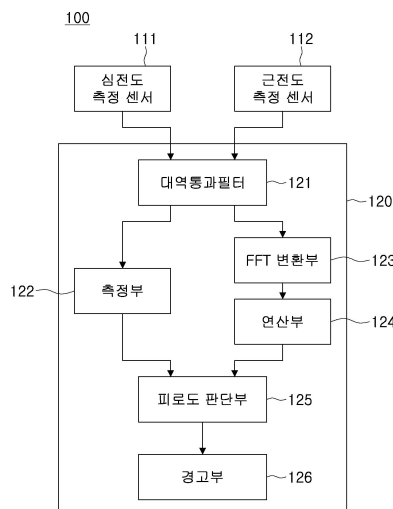 100
111
112
심전도
측정 센서
근전도
측정 센서
대역통과필터
121
120
FFT 변환부
123
122
측정부
연산부
124
피로도 판단부
125
경고부
126